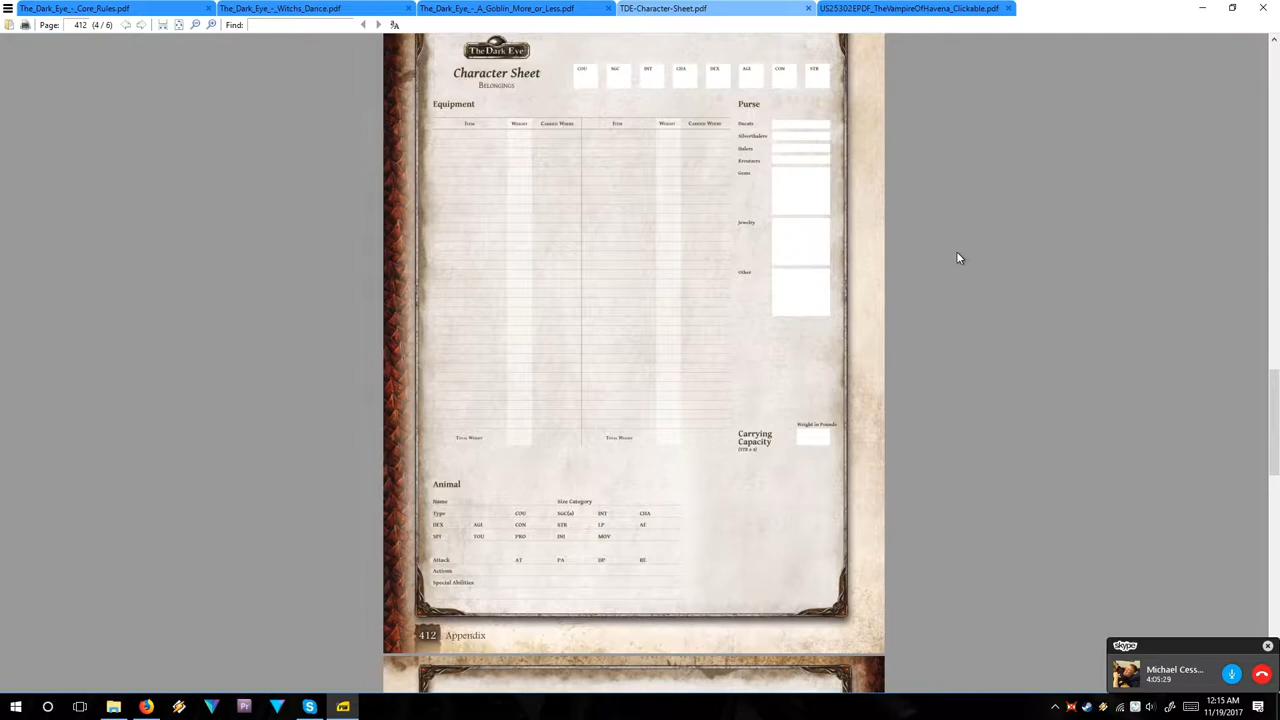 The_Dark_Eye_-_Core_Rules.pdf
The_Dark_Eye_-_Witchs_Dance.pdf
The_Dark_Eye_-_A_Goblin_More_or_Less.pdf
TDE-Character-Sheet.pdf
US25302EPDF_TheVampireOfHavena_Clickable.pdf
Page: 412 (4 / 6) Find:
The Dark Eye
Character Sheet
Belongings
COU SGC INT CHA DEX AGI CON STR
Equipment
Purse
Item Weight Carried Where Item Weight Carried Where
Ducats
Silverthalers
Halers
Kreutzers
Gems
Jewelry
Other
Total Weight Total Weight
Weight in Pounds
Carrying
Capacity
(STR x 4)
Animal
Name Size Category
Type COU SGC(a) INT CHA
DEX AGI CON STR LP AE
SPI TOU PRO INI MOV
Attack AT PA DP RE
Actions
Special Abilities
412 Appendix
skype
Michael Cess...
4:05:29
12:15 AM
11/19/2017